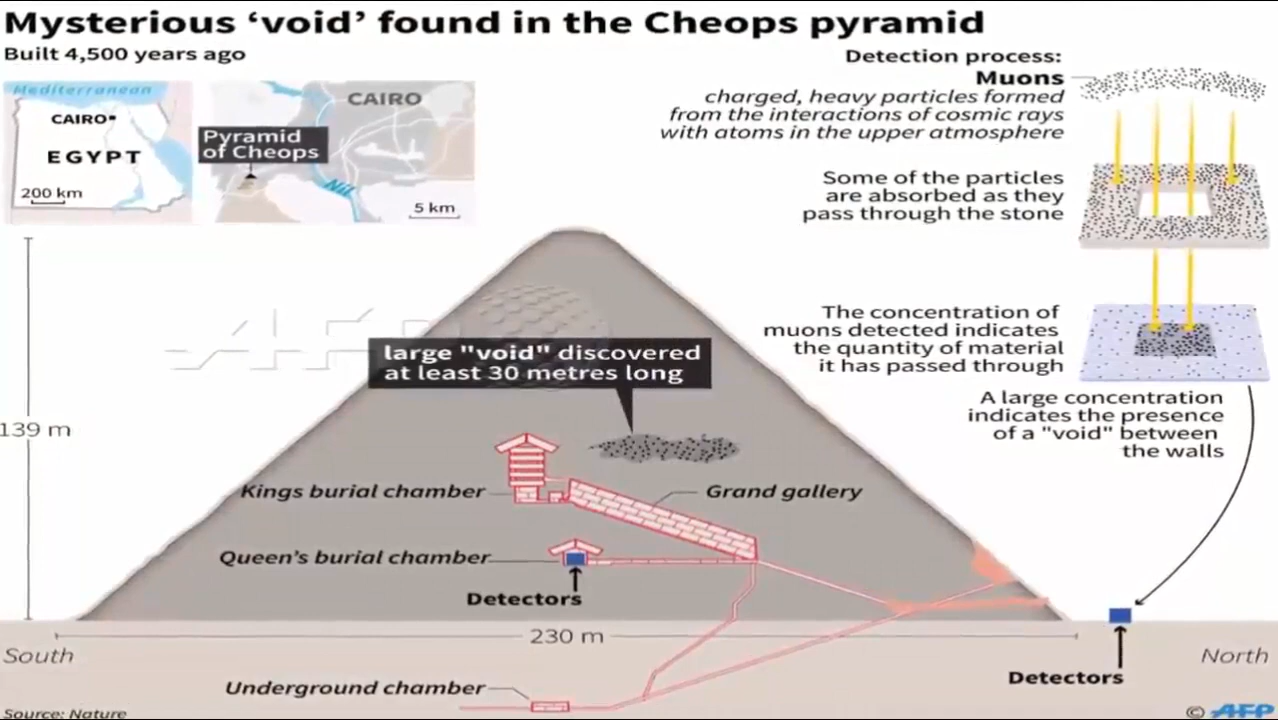 Mysterious ‘void’ found in the Cheops pyramid
Built 4,500 years ago
Mediterranean
CAIRO
EGYPT
200 km
CAIRO
Pyramid
of Cheops
Nil
5 km
Detection process:
Muons
charged, heavy particles formed
from the interactions of cosmic rays
with atoms in the upper atmosphere
Some of the particles
are absorbed as they
pass through the stone
The concentration of
muons detected indicates
the quantity of material
it has passed through
A large concentration
indicates the presence
of a "void" between
the walls
AFP
large "void" discovered
at least 30 metres long
139 m
Kings burial chamber
Grand gallery
Queen’s burial chamber
Detectors
230 m
South
North
Detectors
Underground chamber
Source: Nature
© AFP